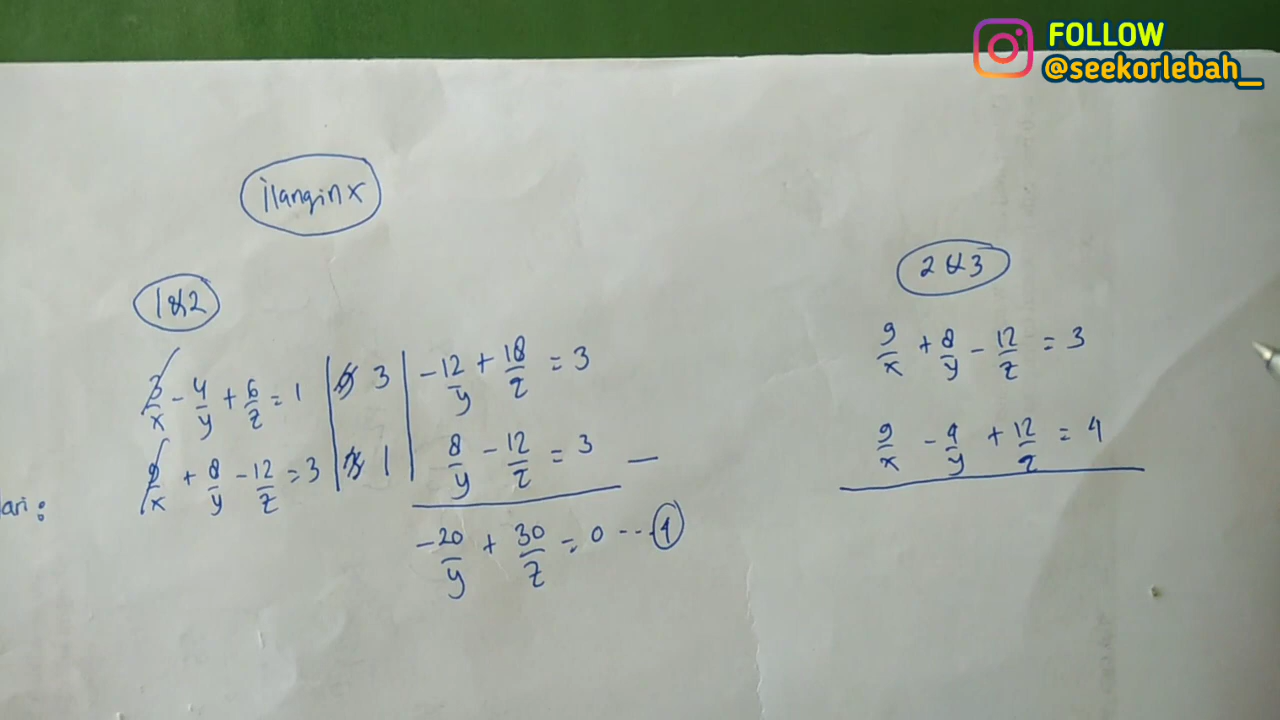 FOLLOW
@seekorlebah_
ilangin x
1 & 2
3/x - 4/y + 6/z = 1 | 3 | -12/y + 18/z = 3
9/x + 8/y - 12/z = 3 | 1 | 8/y - 12/z = 3 —
-20/y + 30/z = 0 ... (4)
ari :
2 & 3
9/x + 8/y - 12/z = 3
9/x - 4/y + 12/z = 4